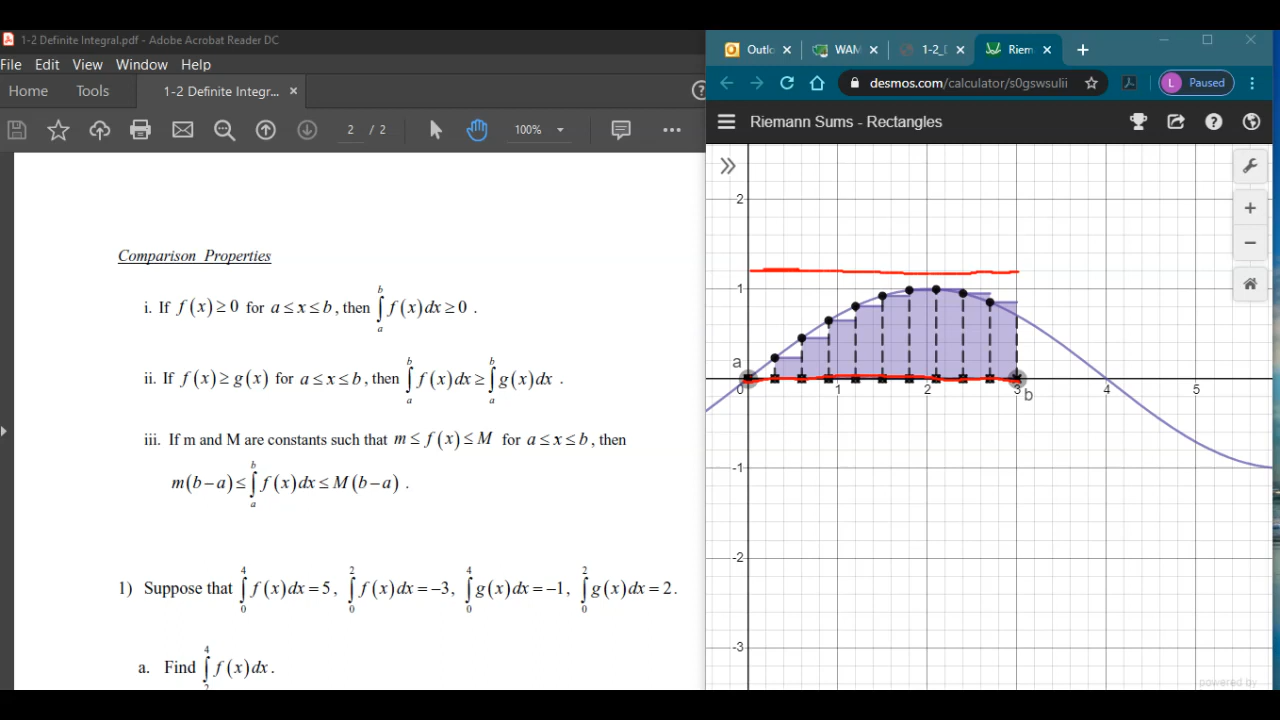 1-2 Definite Integral.pdf - Adobe Acrobat Reader DC
File Edit View Window Help
Home Tools 1-2 Definite Integr... ×
2 / 2 100%
Comparison Properties
i. If f(x) ≥ 0 for a ≤ x ≤ b, then ∫_a^b f(x)dx ≥ 0.
ii. If f(x) ≥ g(x) for a ≤ x ≤ b, then ∫_a^b f(x)dx ≥ ∫_a^b g(x)dx.
iii. If m and M are constants such that m ≤ f(x) ≤ M for a ≤ x ≤ b, then
m(b−a) ≤ ∫_a^b f(x)dx ≤ M(b−a).
1) Suppose that ∫_0^4 f(x)dx = 5, ∫_0^2 f(x)dx = −3, ∫_0^4 g(x)dx = −1, ∫_0^2 g(x)dx = 2.
a. Find ∫_2^4 f(x)dx.
Outlo × WAM × 1-2_ × Riem × +
desmos.com/calculator/s0gswsulii L Paused
Riemann Sums - Rectangles
2
1
a
0 1 2 3 4 5
b
-1
-2
-3
powered by